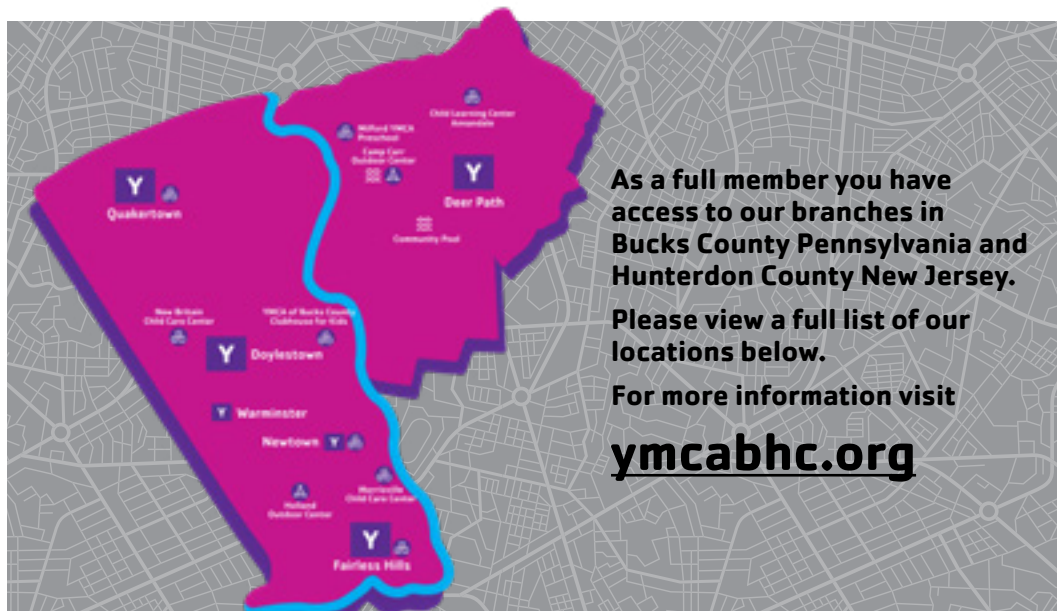 Child Learning Center
Annandale
Milford YMCA
Preschool
Camp Carr
Outdoor Center
Y
Deer Path
Community Pool
Y
Quakertown
New Britain
Child Care Center
YMCA of Bucks County
Clubhouse for Kids
Y
Doylestown
Y
Warminster
Newtown
Y
Morrisville
Child Care Center
Holland
Outdoor Center
Y
Fairless Hills
As a full member you have
access to our branches in
Bucks County Pennsylvania and
Hunterdon County New Jersey.
Please view a full list of our
locations below.
For more information visit
ymcabhc.org